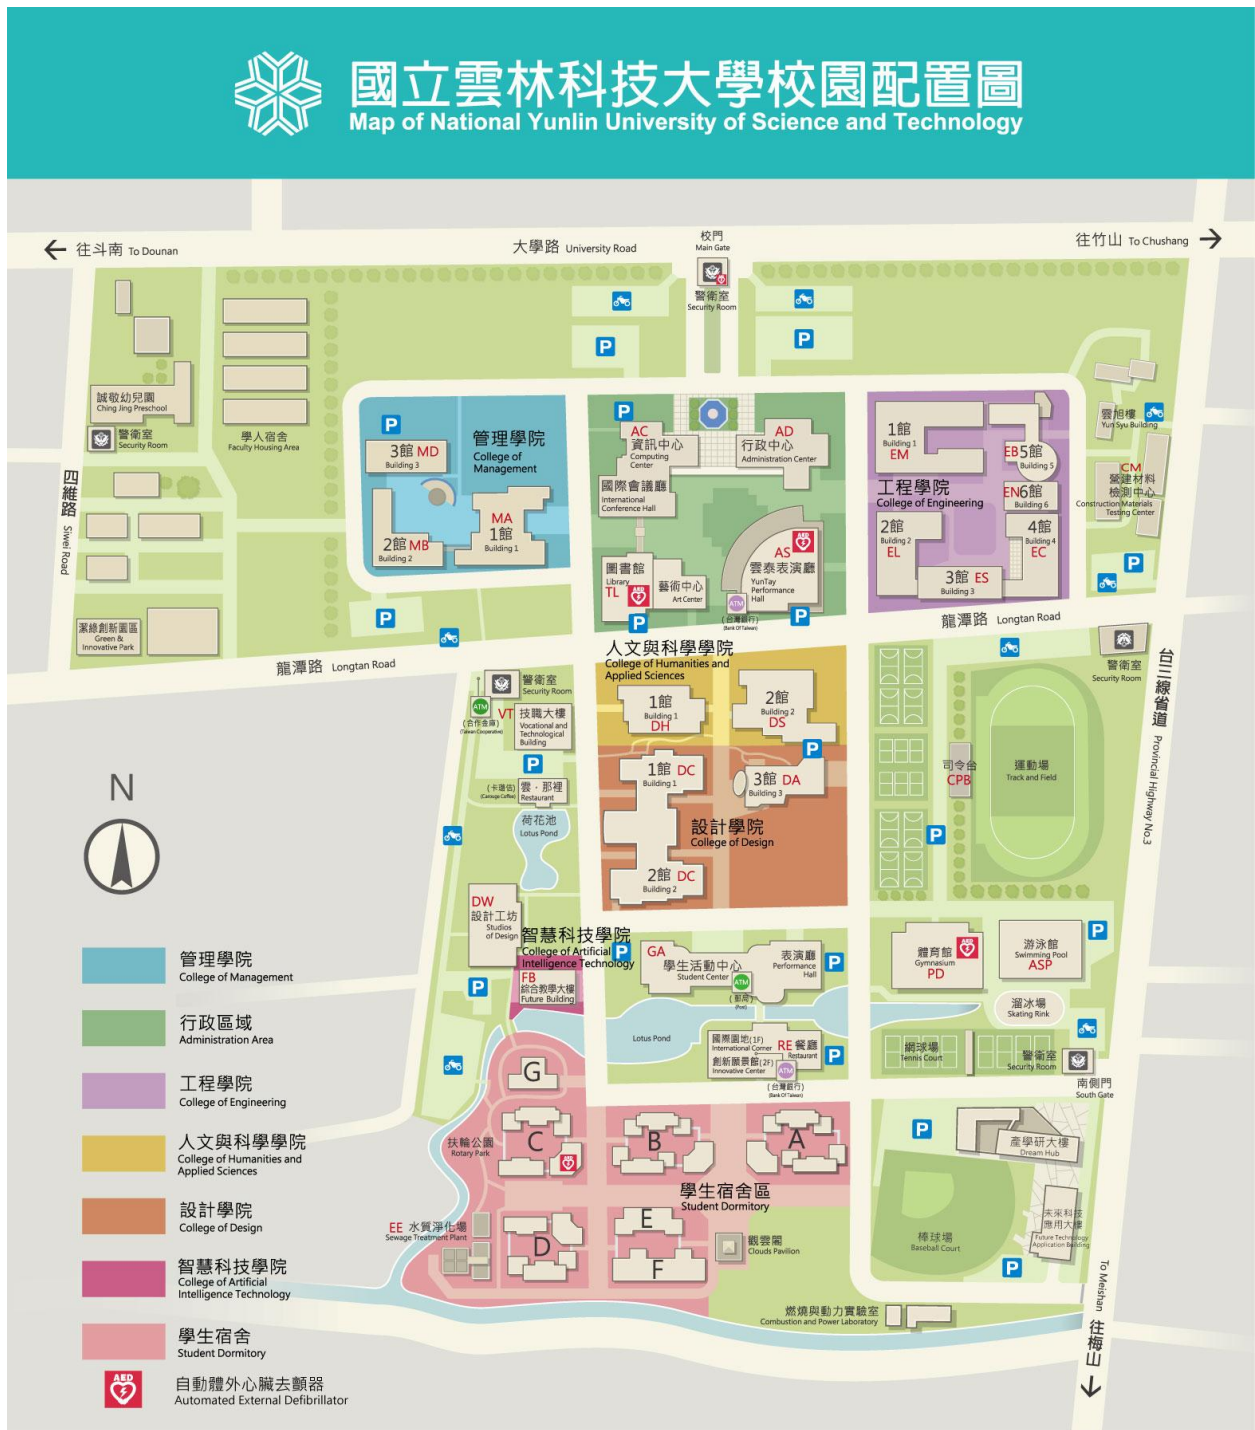 國立雲林科技大學校園配置圖
Map of National Yunlin University of Science and Technology
往斗南 To Dounan
大學路 University Road
校門
Main Gate
往竹山 To Chushang
警衛室
Security Room
P
P
誠敬幼兒園
Ching Jing Preschool
警衛室
Security Room
學人宿舍
Faculty Housing Area
四維路 Siwei Road
潔綠創新園區
Green &
Innovative Park
P
3館 MD
Building 3
管理學院
College of
Management
MA
1館
Building 1
2館 MB
Building 2
P
P
AC
資訊中心
Computing
Center
AD
行政中心
Administration Center
國際會議廳
International
Conference Hall
圖書館
Library
TL
AED
藝術中心
Art Center
AS
AED
雲泰表演廳
YunTay
Performance
Hall
ATM
(台灣銀行)
(Bank Of Taiwan)
P
P
1館
Building 1
EM
EB 5館
Building 5
工程學院
College of Engineering
EN 6館
Building 6
2館
Building 2
EL
4館
Building 4
EC
3館 ES
Building 3
雲旭樓
Yun Syu Building
CM
營建材料
檢測中心
Construction Materials
Testing Center
P
龍潭路 Longtan Road
龍潭路 Longtan Road
警衛室
Security Room
台三線省道 Provincial Highway No.3
人文與科學學院
College of Humanities and
Applied Sciences
1館
Building 1
DH
2館
Building 2
DS
P
警衛室
Security Room
ATM
(合作金庫)
(Taiwan Cooperative)
VT 技職大樓
Vocational and
Technological
Building
P
雲・那裡
Restaurant
荷花池
Lotus Pond
1館 DC
Building 1
3館 DA
Building 3
設計學院
College of Design
2館 DC
Building 2
司令台
CPB
運動場
Track and Field
P
N
DW
設計工坊
Studios
of Design
智慧科技學院
College of Artificial
Intelligence Technology
P
FB
綜合教學大樓
Future Building
P
GA
學生活動中心
Student Center
ATM
(郵局)
(Post)
表演廳
Performance
Hall
P
體育館
Gymnasium
PD
AED
游泳館
Swimming Pool
ASP
P
溜冰場
Skating Rink
Lotus Pond
國際園地(1F)
International Corner
創新願景館(2F)
Innovative Center
RE 餐廳
Restaurant
ATM
(台灣銀行)
(Bank Of Taiwan)
P
網球場
Tennis Court
警衛室
Security Room
南側門
South Gate
G
扶輪公園
Rotary Park
C
AED
B
A
學生宿舍區
Student Dormitory
P
產學研大樓
Dream Hub
EE 水質淨化場
Sewage Treatment Plant
D
E
F
觀雲閣
Clouds Pavilion
棒球場
Baseball Court
未來科技
應用大樓
Future Technology
Application Building
P
燃燒與動力實驗室
Combustion and Power Laboratory
To Meishan 往梅山
管理學院
College of Management
行政區域
Administration Area
工程學院
College of Engineering
人文與科學學院
College of Humanities and
Applied Sciences
設計學院
College of Design
智慧科技學院
College of Artificial
Intelligence Technology
學生宿舍
Student Dormitory
AED
自動體外心臟去顫器
Automated External Defibrillator